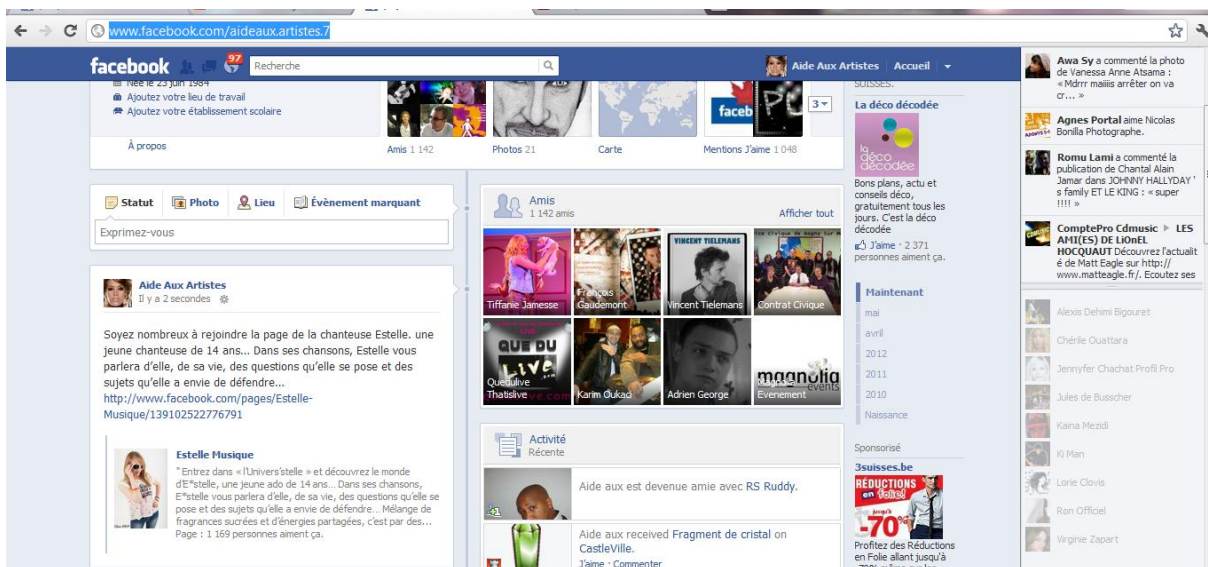 www.facebook.com/aideaux.artistes.7
facebook
97
Recherche
Aide Aux Artistes
Accueil
Née le 23 juin 1984
Ajoutez votre lieu de travail
Ajoutez votre établissement scolaire
À propos
Amis 1 142
Photos 21
Carte
faceb
Mentions J'aime 1 048
3
Statut
Photo
Lieu
Évènement marquant
Exprimez-vous
Aide Aux Artistes
Il y a 2 secondes
Soyez nombreux à rejoindre la page de la chanteuse Estelle. une
jeune chanteuse de 14 ans... Dans ses chansons, Estelle vous
parlera d'elle, de sa vie, des questions qu'elle se pose et des
sujets qu'elle a envie de défendre...
http://www.facebook.com/pages/Estelle-
Musique/139102522776791
Estelle Musique
" Entrez dans « l'Univers'stelle » et découvrez le monde
d'E*stelle, une jeune ado de 14 ans... Dans ses chansons,
E*stelle vous parlera d'elle, de sa vie, des questions qu'elle se
pose et des sujets qu'elle a envie de défendre... Mélange de
fragrances sucrées et d'énergies partagées, c'est par des...
Page : 1 169 personnes aiment ça.
Amis
1 142 amis
Afficher tout
Tiffanie Jamesse
François
Gaudemont
VINCENT TIELEMANS
Vincent Tielemans
Contrat Civique
QUE DU
LIVE
Quedulive
Thatislive
Karim Oukaci
Adrien George
magnolia
events
Magnolia
Evenement
Activité
Récente
+1
Aide aux est devenue amie avec RS Ruddy.
Aide aux received Fragment de cristal on
CastleVille.
J'aime · Commenter
SUISSES.
La déco décodée
la
déco
décodée
Bons plans, actu et
conseils déco,
gratuitement tous les
jours. C'est la déco
décodée
J'aime · 2 371
personnes aiment ça.
Maintenant
mai
avril
2012
2011
2010
Naissance
Sponsorisé
3suisses.be
RÉDUCTIONS
en folie!
jusqu'à
-70%
Profitez des Réductions
en Folie allant jusqu'à
Awa Sy a commenté la photo
de Vanessa Anne Atsama :
« Mdrrr maiiis arrêter on va
cr... »
Agnes Portal aime Nicolas
Bonilla Photographe.
Romu Lami a commenté la
publication de Chantal Alain
Jamar dans JOHNNY HALLYDAY '
s family ET LE KING : « super
!!!! »
ComptePro Cdmusic ▶ LES
AMI(ES) DE LiOnEL
HOCQUAUT Découvrez l'actualit
é de Matt Eagle sur http://
www.matteagle.fr/. Ecoutez ses
Alexis Dehimi Bigouret
Chérile Ouattara
Jennyfer Chachat Profil Pro
Jules de Busscher
Kaina Mezidi
Ki Man
Lorie Clovis
Ron Officiel
Virginie Zapart